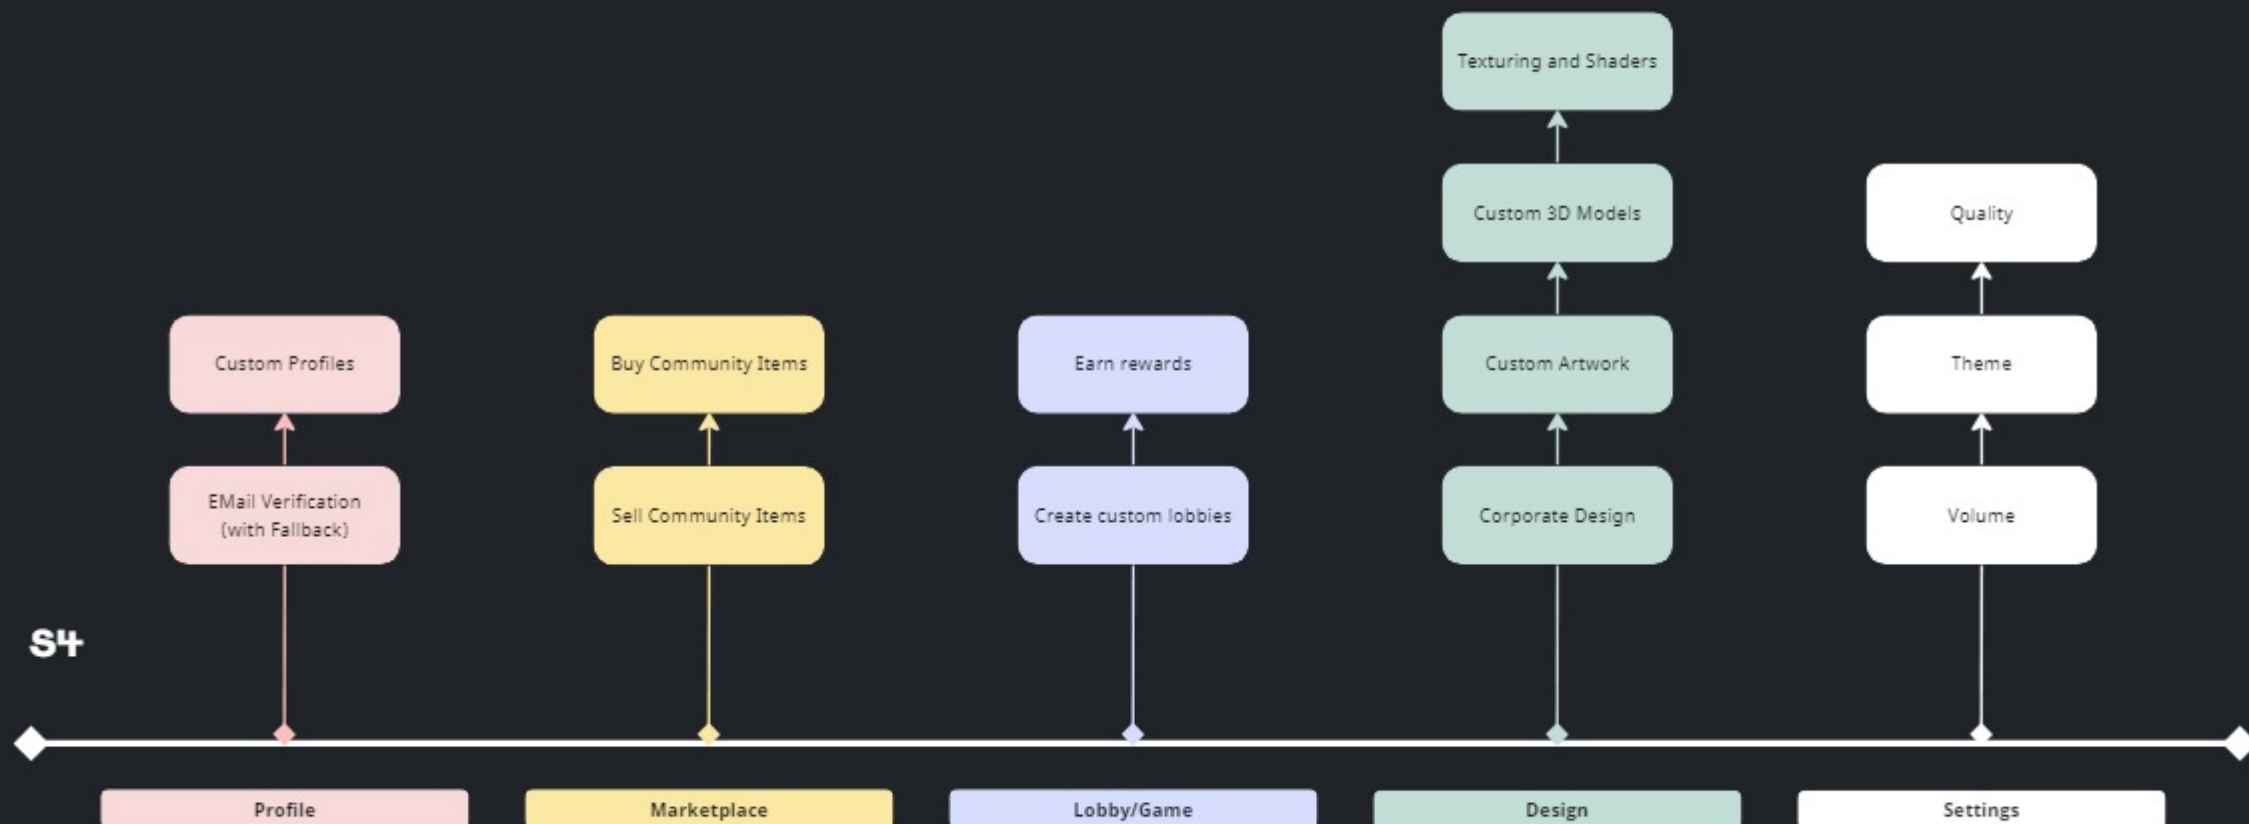 Texturing and Shaders
Custom 3D Models
Quality
Custom Profiles
Buy Community Items
Earn rewards
Custom Artwork
Theme
EMail Verification
(with Fallback)
Sell Community Items
Create custom lobbies
Corporate Design
Volume
S4
Profile
Marketplace
Lobby/Game
Design
Settings